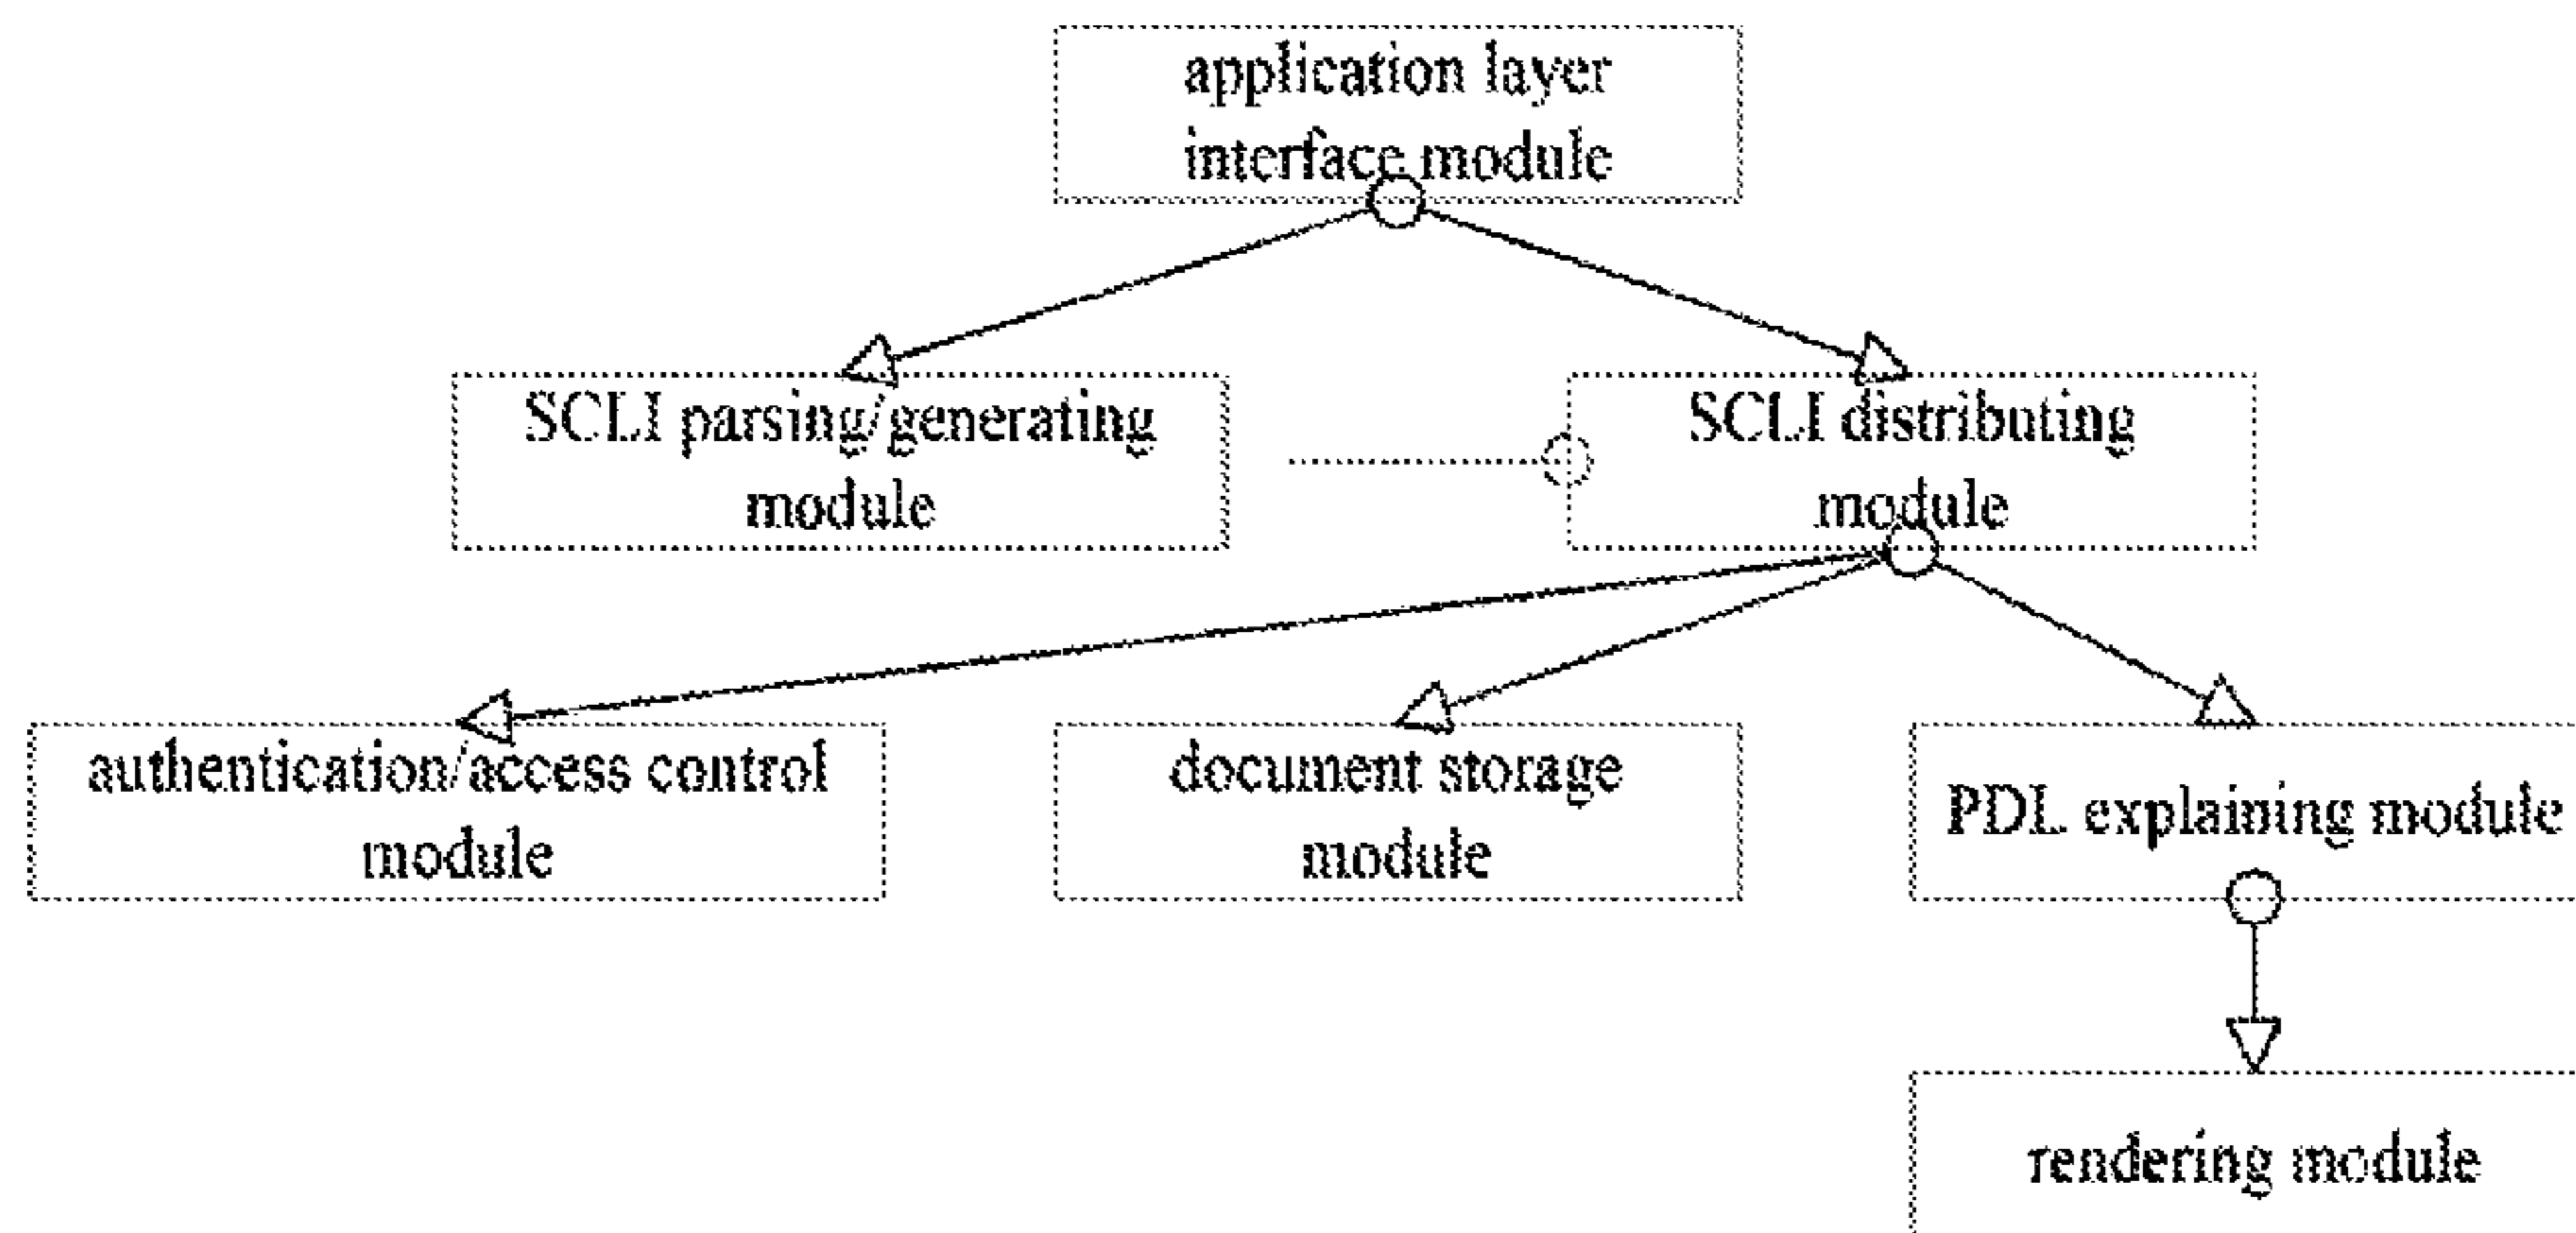 application layer
interface module
SCLI parsing/generating
module
SCLI distributing
module
authentication/access control
module
document storage
module
PDL explaining module
rendering module